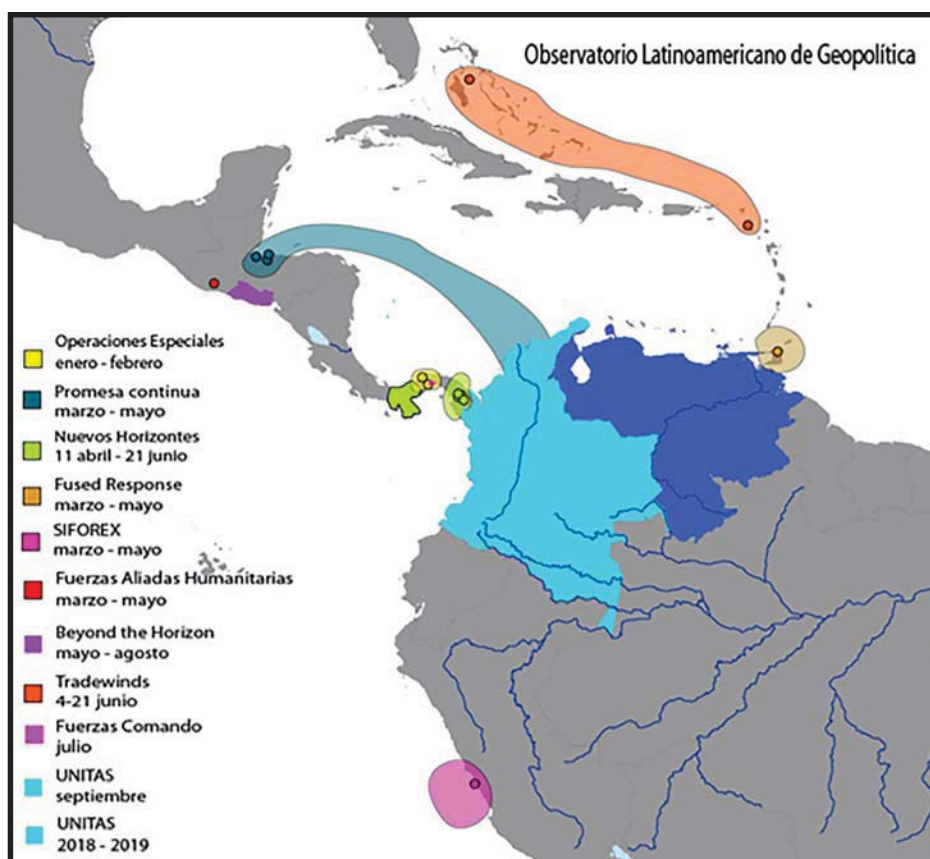 Observatorio Latinoamericano de Geopolítica
Operaciones Especiales
enero - febrero
Promesa continua
marzo - mayo
Nuevos Horizontes
11 abril - 21 junio
Fused Response
marzo - mayo
SIFOREX
marzo - mayo
Fuerzas Aliadas Humanitarias
marzo - mayo
Beyond the Horizon
mayo - agosto
Tradewinds
4-21 junio
Fuerzas Comando
julio
UNITAS
septiembre
UNITAS
2018 - 2019